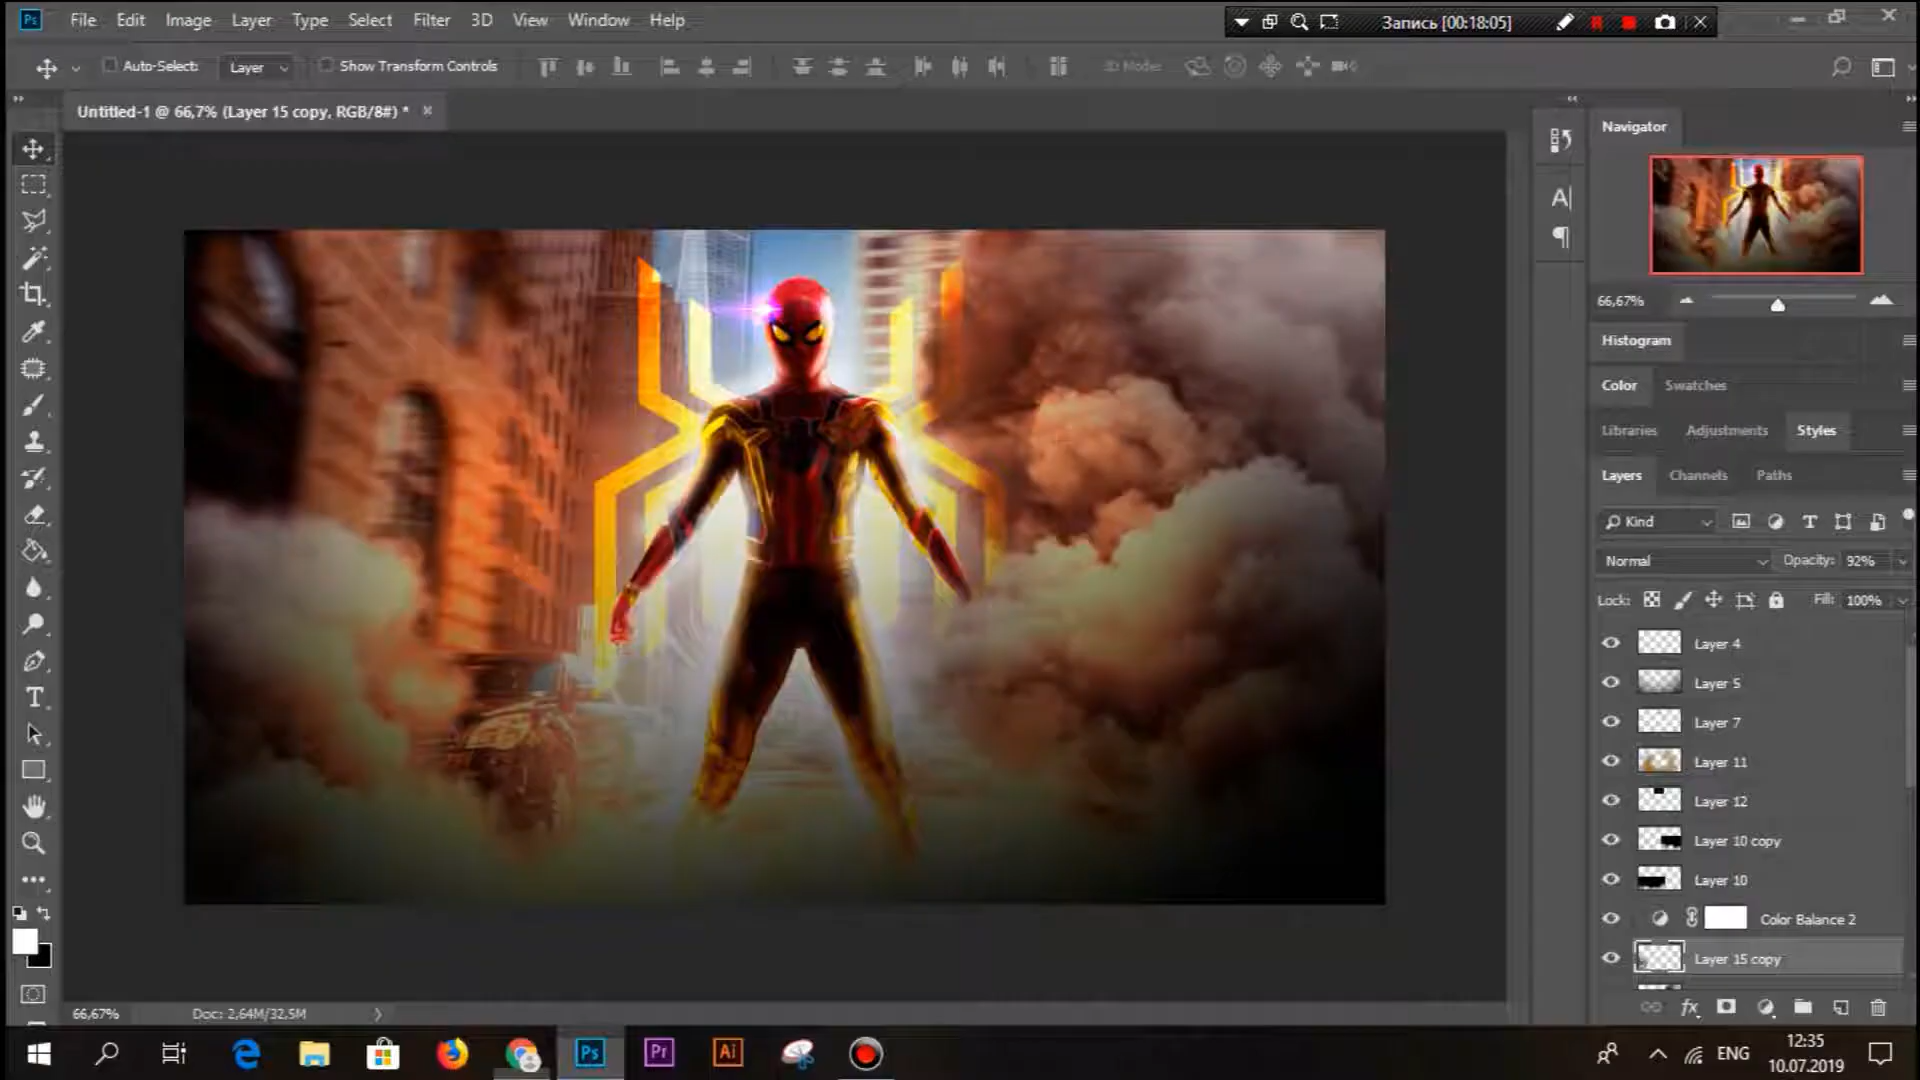 Ps File Edit Image Layer Type Select Filter 3D View Window Help
Запись [00:18:05]
Auto-Select: Layer Show Transform Controls 3D Mode:
Untitled-1 @ 66,7% (Layer 15 copy, RGB/8#) * ×
Navigator
66,67%
Histogram
Color Swatches
Libraries Adjustments Styles
Layers Channels Paths
Kind
Normal Opacity: 92%
Lock: Fill: 100%
Layer 4
Layer 5
Layer 7
Layer 11
Layer 12
Layer 10 copy
Layer 10
Color Balance 2
Layer 15 copy
fx
66,67% Doc: 2,64M/32,5M
Ps Pr Ai
ENG
12:35
10.07.2019